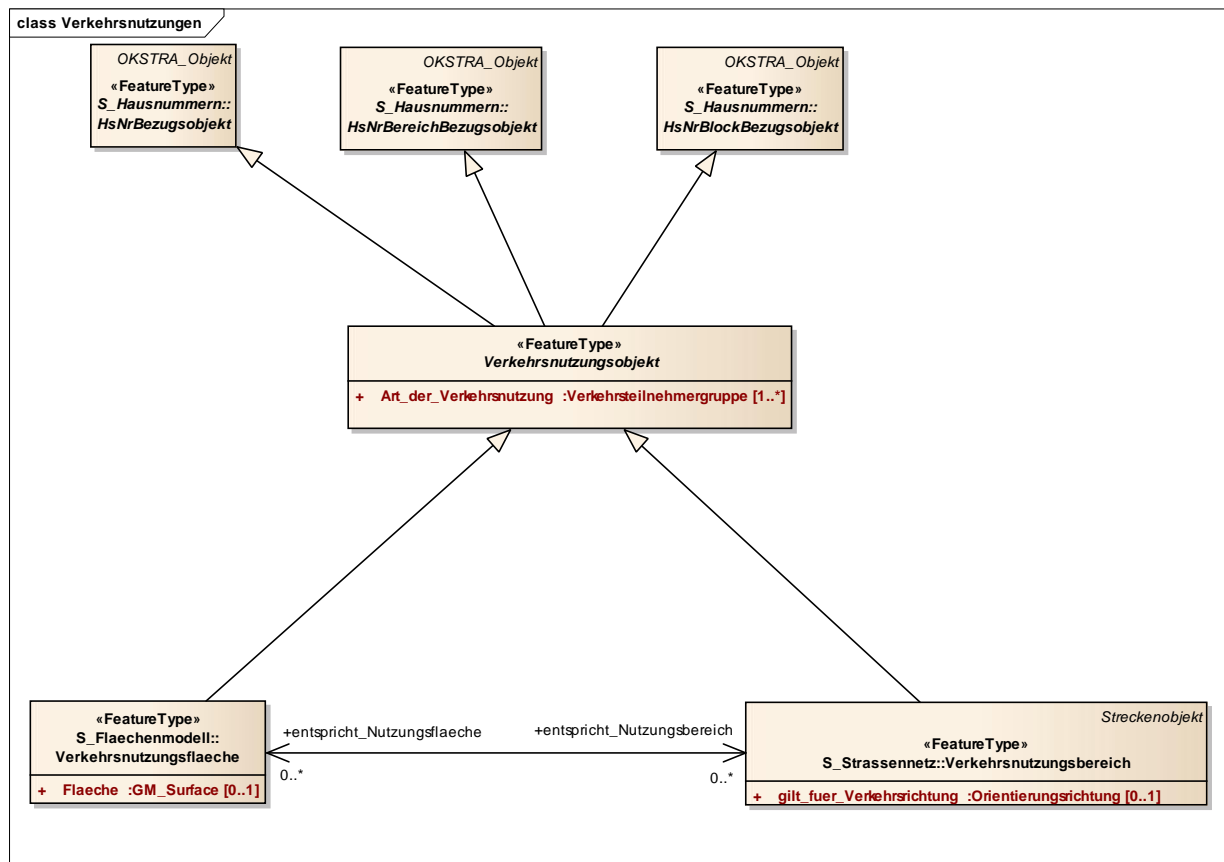 class Verkehrsnutzungen
OKSTRA_Objekt
«FeatureType»
S_Hausnummern::
HsNrBezugsobjekt
OKSTRA_Objekt
«FeatureType»
S_Hausnummern::
HsNrBereichBezugsobjekt
OKSTRA_Objekt
«FeatureType»
S_Hausnummern::
HsNrBlockBezugsobjekt
«FeatureType»
Verkehrsnutzungsobjekt
+ Art_der_Verkehrsnutzung :Verkehrsteilnehmergruppe [1..*]
«FeatureType»
S_Flaechenmodell::
Verkehrsnutzungsflaeche
+ Flaeche :GM_Surface [0..1]
+entspricht_Nutzungsflaeche
0..*
+entspricht_Nutzungsbereich
0..*
Streckenobjekt
«FeatureType»
S_Strassennetz::Verkehrsnutzungsbereich
+ gilt_fuer_Verkehrsrichtung :Orientierungsrichtung [0..1]